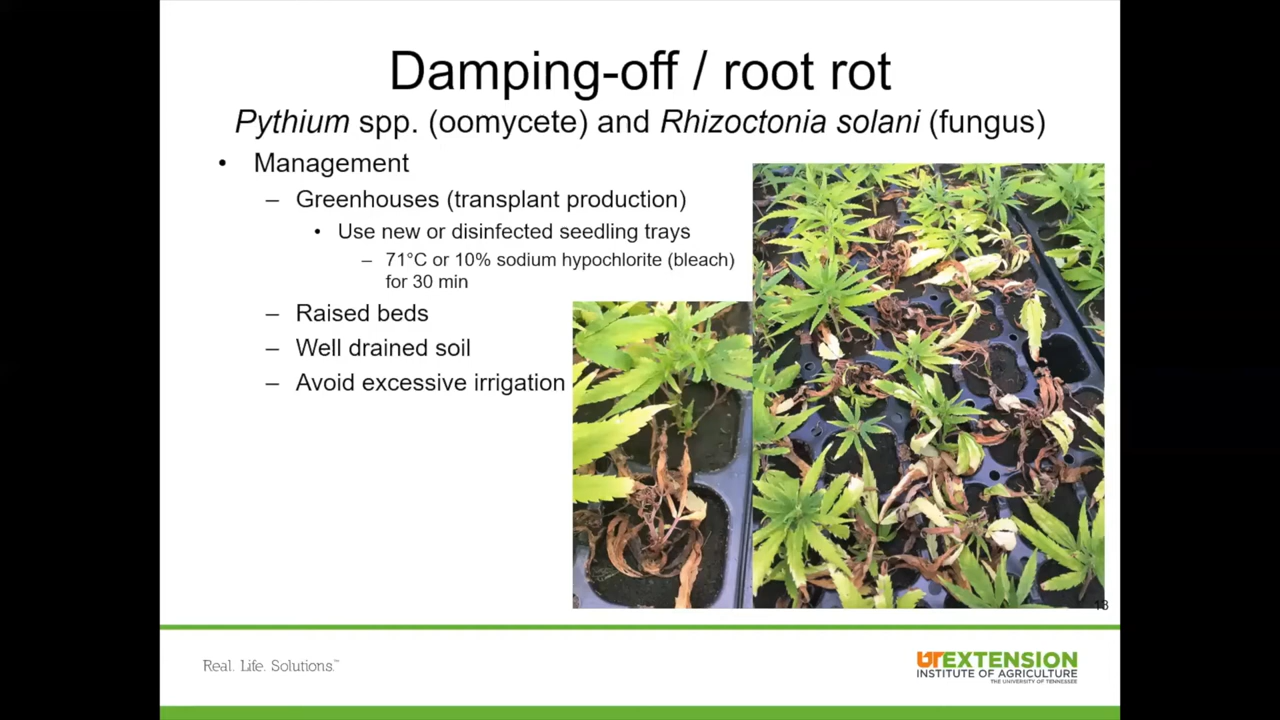 Damping-off / root rot
Pythium spp. (oomycete) and Rhizoctonia solani (fungus)
• Management
– Greenhouses (transplant production)
• Use new or disinfected seedling trays
– 71°C or 10% sodium hypochlorite (bleach)
for 30 min
– Raised beds
– Well drained soil
– Avoid excessive irrigation
13
Real. Life. Solutions.™
UTEXTENSION
INSTITUTE OF AGRICULTURE
THE UNIVERSITY OF TENNESSEE